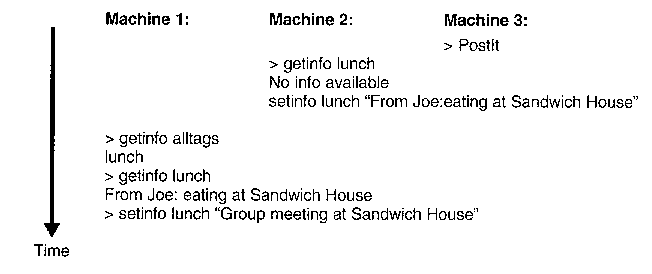 Machine 1: Machine 2: Machine 3:
> PostIt
> getinfo lunch
No info available
setinfo lunch “From Joe:eating at Sandwich House”
> getinfo alltags
lunch
> getinfo lunch
From Joe: eating at Sandwich House
> setinfo lunch “Group meeting at Sandwich House”
Time